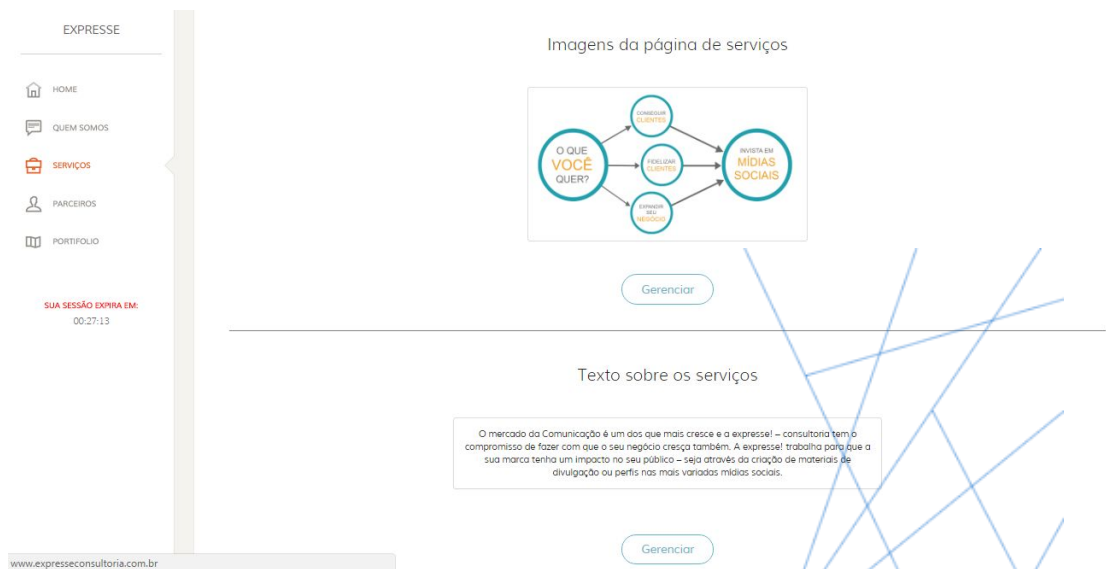 EXPRESSE
HOME
QUEM SOMOS
SERVIÇOS
PARCEIROS
PORTIFOLIO
SUA SESSÃO EXPIRA EM:
00:27:13
Imagens da página de serviços
O QUE
VOCÊ
QUER?
CONSEGUIR
CLIENTES
FIDELIZAR
CLIENTES
EXPANDIR
SEU
NEGÓCIO
INVISTA EM
MÍDIAS
SOCIAIS
Gerenciar
Texto sobre os serviços
O mercado da Comunicação é um dos que mais cresce e a expresse! – consultoria tem o
compromisso de fazer com que o seu negócio cresça também. A expresse! trabalha para que a
sua marca tenha um impacto no seu público – seja através da criação de materiais de
divulgação ou perfis nas mais variadas mídias sociais.
Gerenciar
www.expresseconsultoria.com.br